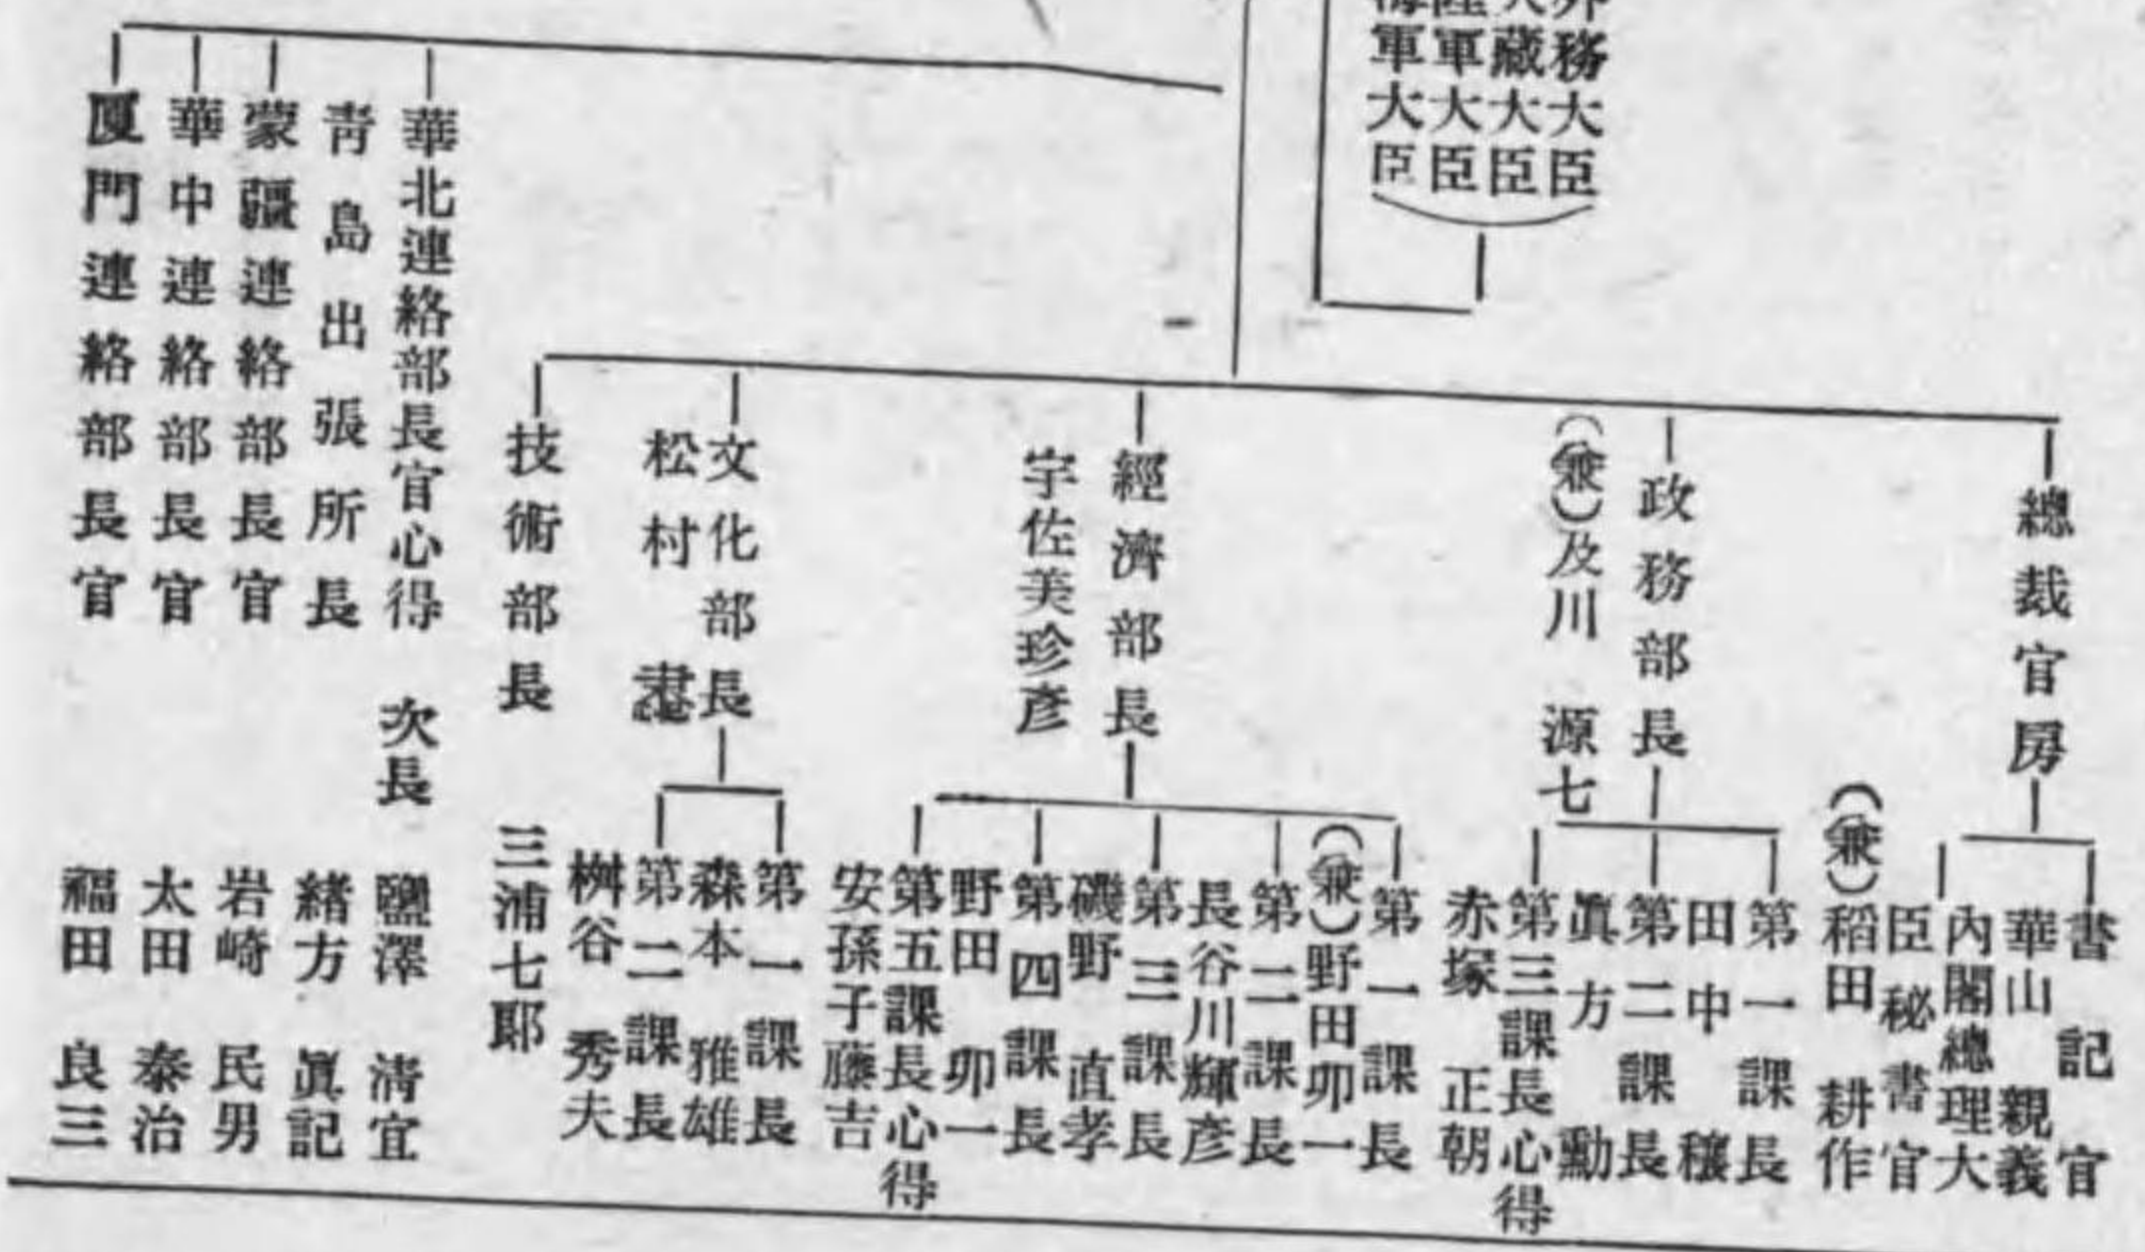 外務大臣
大藏大臣
陸軍大臣
海軍大臣
總裁官房
書記官
華山 親義
內閣總理大
臣秘書官
(兼)稻田 耕作
政務部長
(兼)及川 源七
第一課長
田中 穰
第二課長
眞方 勳
第三課長心得
赤塚 正朝
經濟部長
宇佐美珍彥
第一課長
(兼)野田卯一
第二課長
長谷川輝彥
第三課長
磯野 直孝
第四課長
野田 卯一
第五課長心得
安孫子藤吉
文化部長
松村
第一課長
森本 雅雄
第二課長
桝谷 秀夫
技術部長 三浦七郎
華北連絡部長官心得 次長 鹽澤 淸宜
靑島出張所長 緖方 眞記
蒙疆連絡部長官 岩崎 民男
華中連絡部長官 太田 泰治
厦門連絡部長官 福田 良三